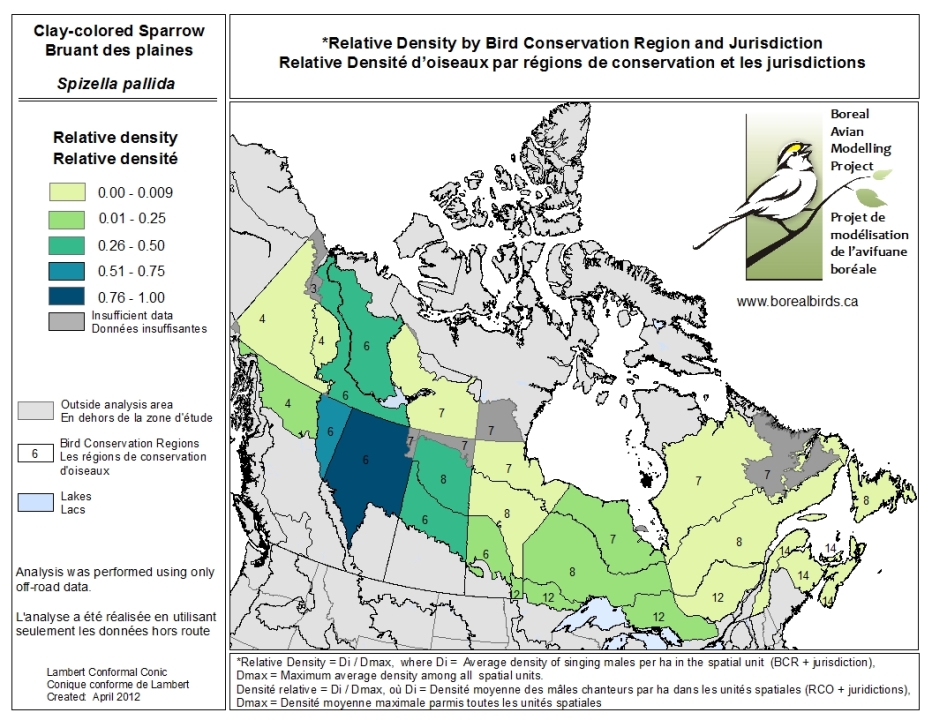 Clay-colored Sparrow
Bruant des plaines
Spizella pallida
*Relative Density by Bird Conservation Region and Jurisdiction
Relative Densité d'oiseaux par régions de conservation et les jurisdictions
Relative density
Relative densité
0.00 - 0.009
0.01 - 0.25
0.26 - 0.50
0.51 - 0.75
0.76 - 1.00
Insufficient data
Données insuffisantes
Outside analysis area
En dehors de la zone d'étude
6
Bird Conservation Regions
Les régions de conservation
d'oiseaux
Lakes
Lacs
Analysis was performed using only
off-road data.
L'analyse a été réalisée en utilisant
seulement les données hors route
Lambert Conformal Conic
Conique conforme de Lambert
Created: April 2012
Boreal
Avian
Modelling
Project
Projet de
modélisation
de l'avifuane
boréale
www.borealbirds.ca
3
4
4
6
6
4
7
6
7
7
7
6
8
7
7
7
8
6
8
7
8
6
8
14
14
14
2
12
12
12
*Relative Density = Di / Dmax, where Di = Average density of singing males per ha in the spatial unit (BCR + jurisdiction),
Dmax = Maximum average density among all spatial units.
Densité relative = Di / Dmax, où Di = Densité moyenne des mâles chanteurs par ha dans les unités spatiales (RCO + juridictions),
Dmax = Densité moyenne maximale parmis toutes les unités spatiales